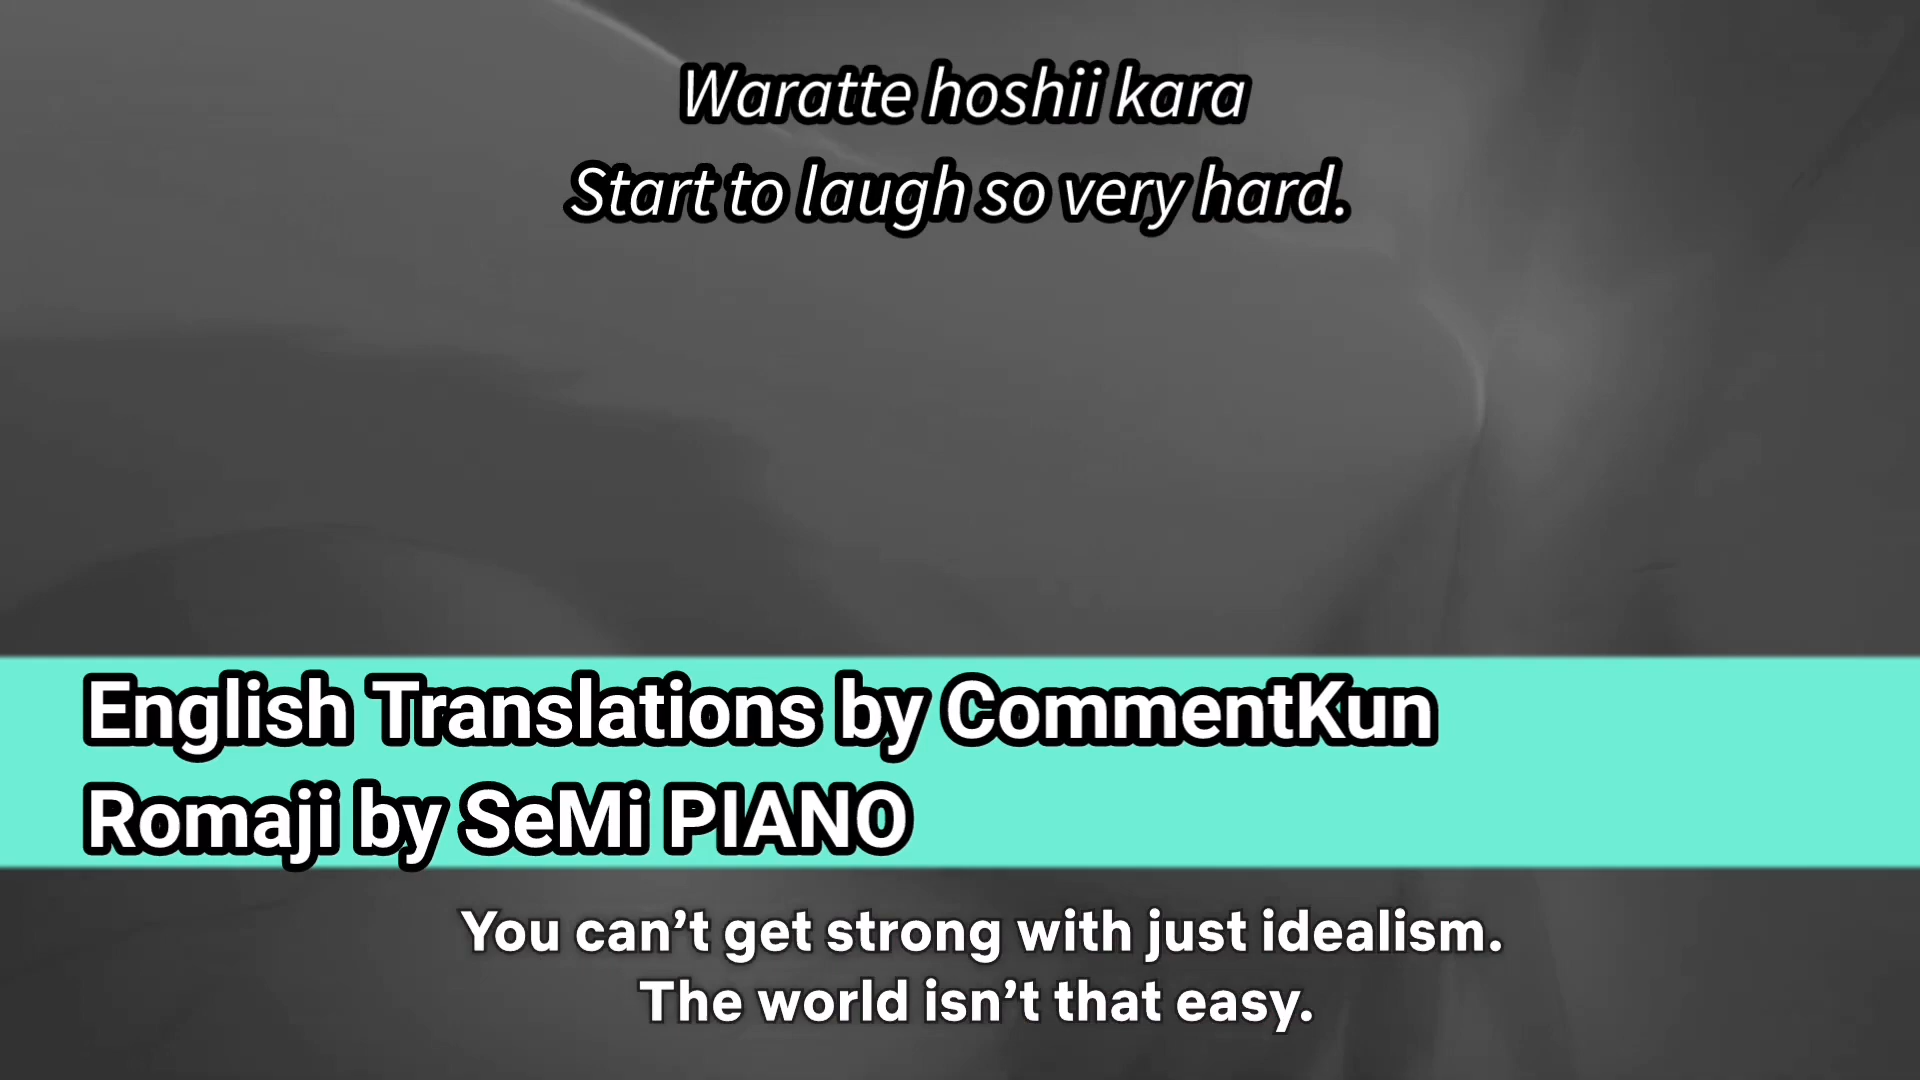 Waratte hoshii kara
Start to laugh so very hard.
English Translations by CommentKun
Romaji by SeMi PIANO
You can’t get strong with just idealism.
The world isn’t that easy.